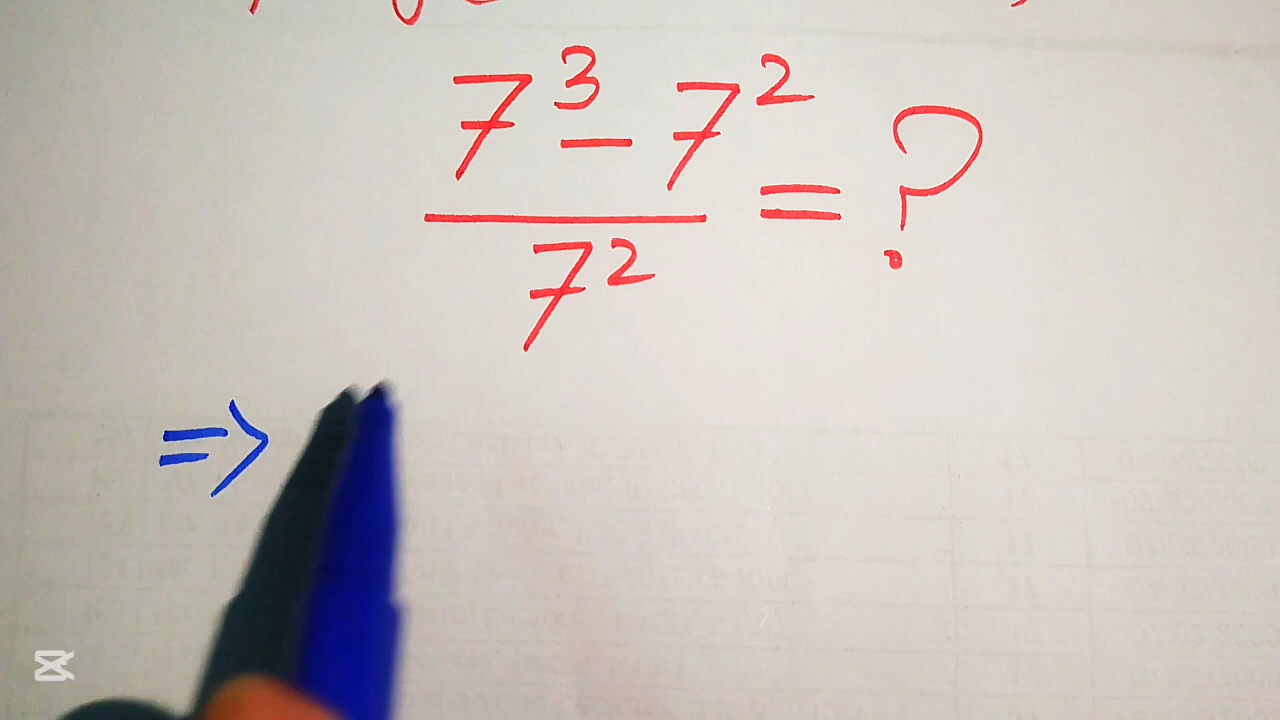 7³ - 7²
——— = ?
7²
=>